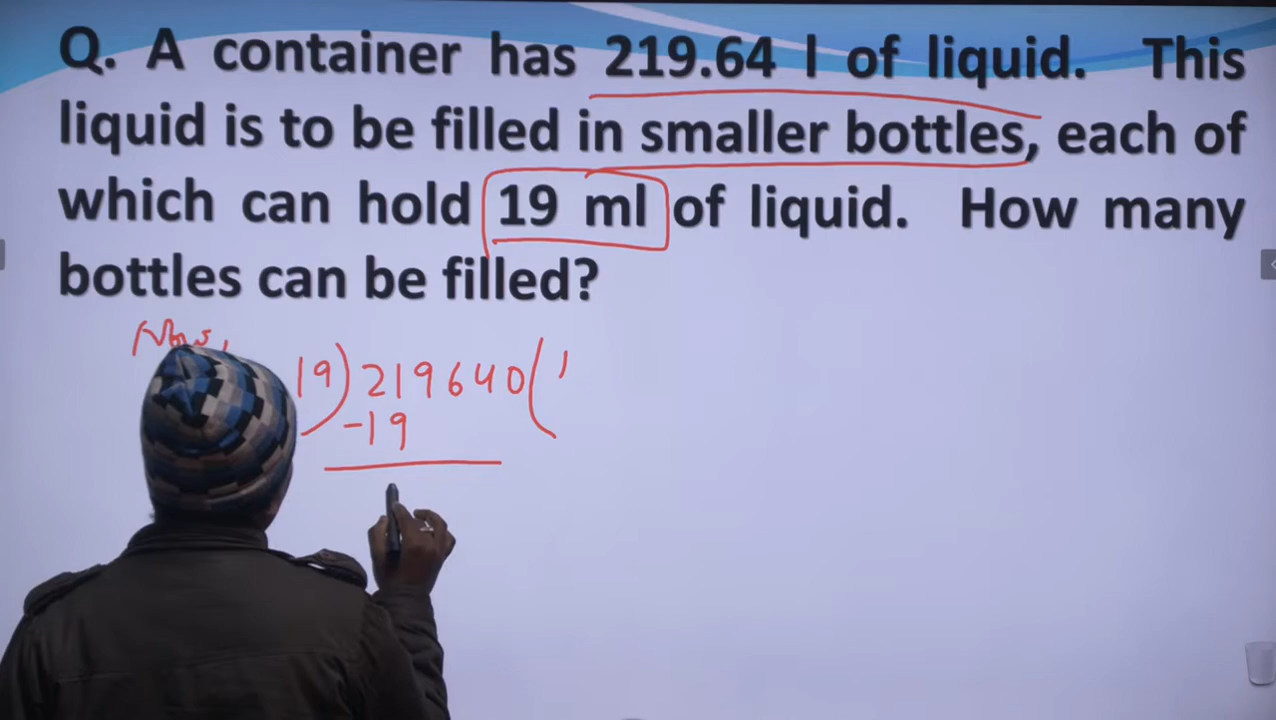 Q. A container has 219.64 l of liquid. This
liquid is to be filled in smaller bottles, each of
which can hold 19 ml of liquid. How many
bottles can be filled?
19)219640(1
-19